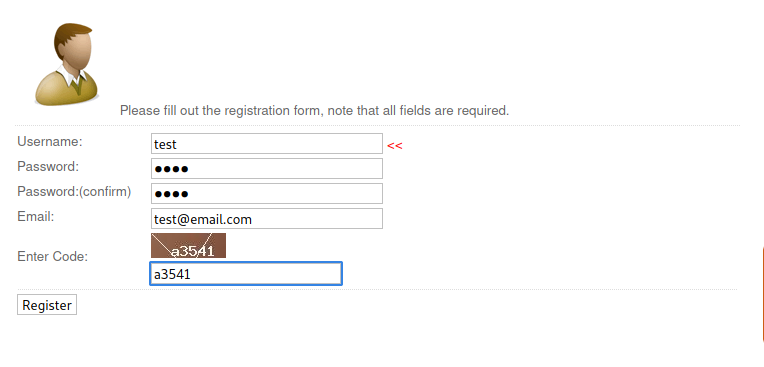 Please fill out the registration form, note that all fields are required.
Username: test <<
Password: ••••
Password:(confirm) ••••
Email: test@email.com
a3541
Enter Code:
a3541
Register